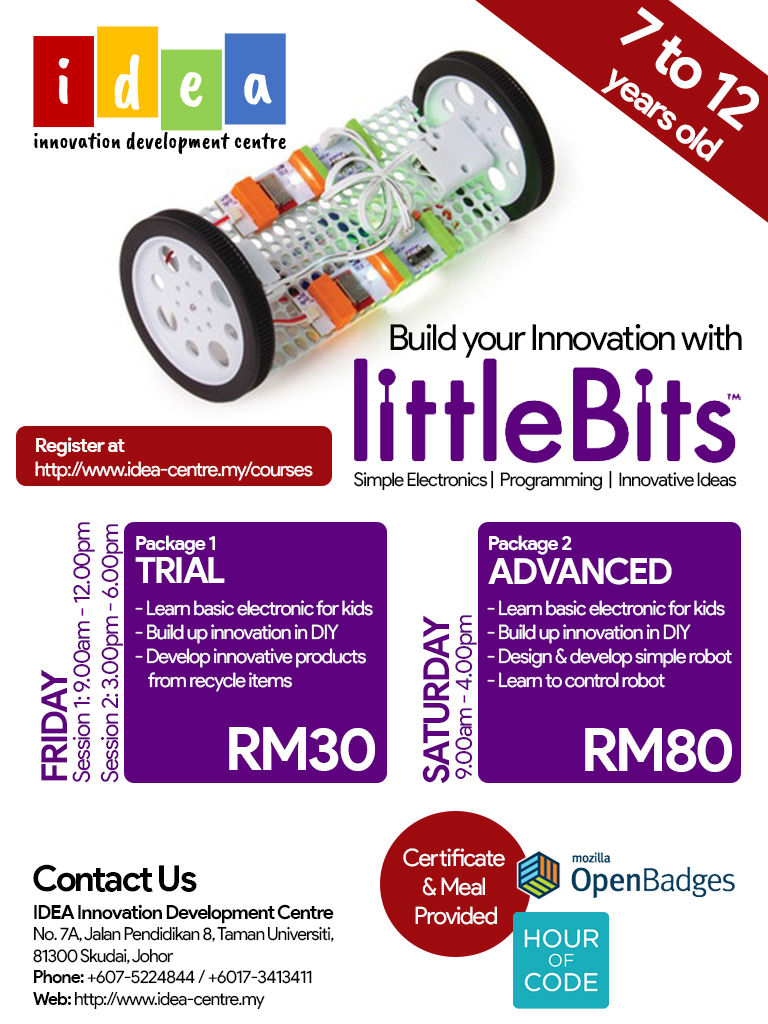 idea
innovation development centre
7 to 12
years old
Build your Innovation with
littleBits™
Simple Electronics | Programming | Innovative Ideas
Register at
http://www.idea-centre.my/courses
FRIDAY
Session 1: 9.00am - 12.00pm
Session 2: 3.00pm - 6.00pm
Package 1
TRIAL
- Learn basic electronic for kids
- Build up innovation in DIY
- Develop innovative products
from recycle items
RM30
SATURDAY
9.00am - 4.00pm
Package 2
ADVANCED
- Learn basic electronic for kids
- Build up innovation in DIY
- Design & develop simple robot
- Learn to control robot
RM80
Contact Us
IDEA Innovation Development Centre
No. 7A, Jalan Pendidikan 8, Taman Universiti,
81300 Skudai, Johor
Phone: +607-5224844 / +6017-3413411
Web: http://www.idea-centre.my
Certificate
& Meal
Provided
mozilla
OpenBadges
HOUR
OF
CODE